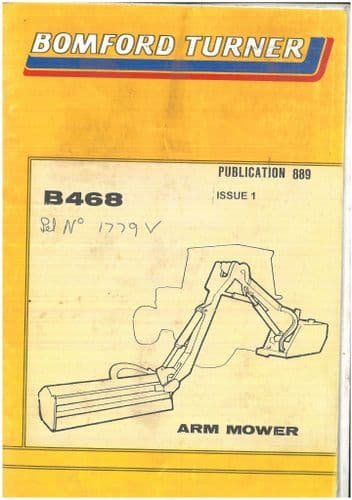 BOMFORD TURNER
PUBLICATION 889
B468
ISSUE 1
Sel Nº 1779V
ARM MOWER